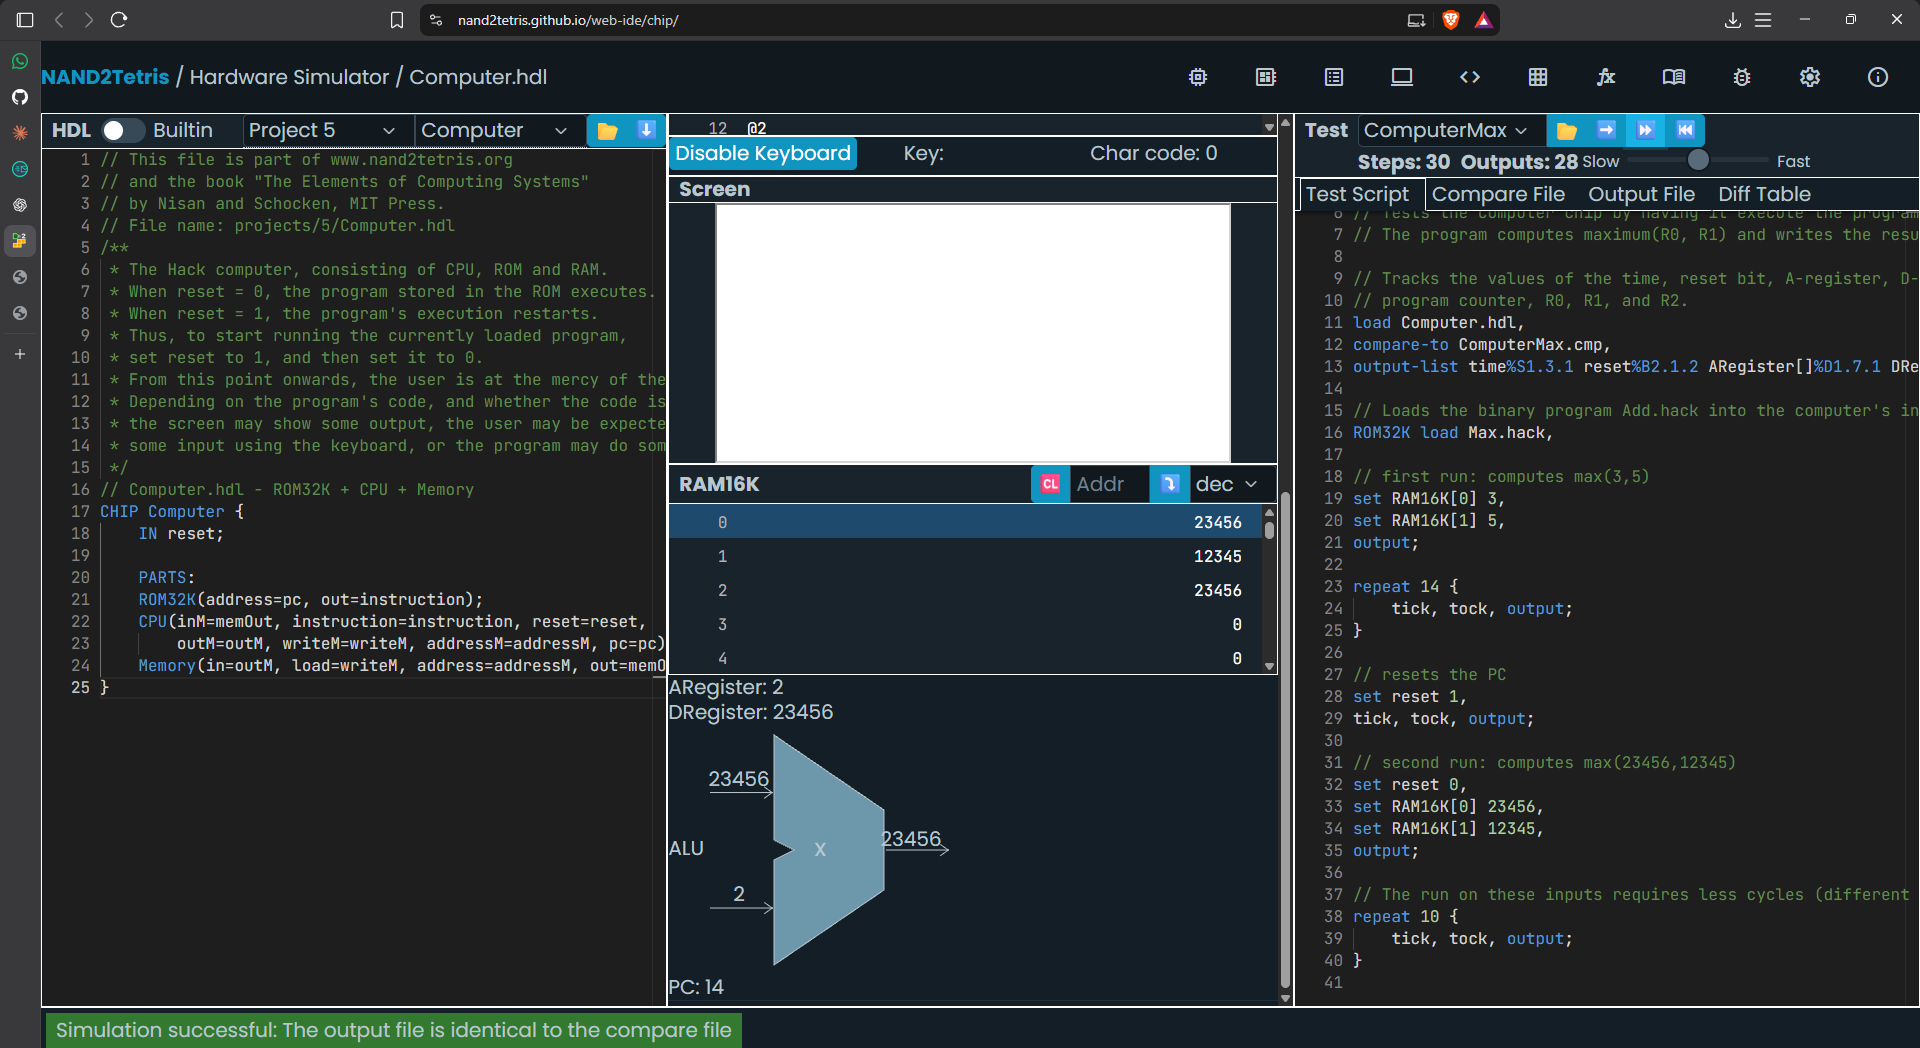 nand2tetris.github.io/web-ide/chip/
NAND2Tetris / Hardware Simulator / Computer.hdl
HDL Builtin Project 5 Computer
1 // This file is part of www.nand2tetris.org
2 // and the book "The Elements of Computing Systems"
3 // by Nisan and Schocken, MIT Press.
4 // File name: projects/5/Computer.hdl
5 /**
6 * The Hack computer, consisting of CPU, ROM and RAM.
7 * When reset = 0, the program stored in the ROM executes.
8 * When reset = 1, the program's execution restarts.
9 * Thus, to start running the currently loaded program,
10 * set reset to 1, and then set it to 0.
11 * From this point onwards, the user is at the mercy of the
12 * Depending on the program's code, and whether the code is
13 * the screen may show some output, the user may be expecte
14 * some input using the keyboard, or the program may do som
15 */
16 // Computer.hdl - ROM32K + CPU + Memory
17 CHIP Computer {
18 IN reset;
19
20 PARTS:
21 ROM32K(address=pc, out=instruction);
22 CPU(inM=memOut, instruction=instruction, reset=reset,
23 outM=outM, writeM=writeM, addressM=addressM, pc=pc)
24 Memory(in=outM, load=writeM, address=addressM, out=memO
25 }
12 @2
Disable Keyboard Key: Char code: 0
Screen
RAM16K CL Addr dec
0 23456
1 12345
2 23456
3 0
4 0
ARegister: 2
DRegister: 23456
23456
23456
ALU X
2
PC: 14
Test ComputerMax
Steps: 30 Outputs: 28 Slow Fast
Test Script Compare File Output File Diff Table
6 // Tests the Computer chip by having it execute the program
7 // The program computes maximum(R0, R1) and writes the resu
8
9 // Tracks the values of the time, reset bit, A-register, D-
10 // program counter, R0, R1, and R2.
11 load Computer.hdl,
12 compare-to ComputerMax.cmp,
13 output-list time%S1.3.1 reset%B2.1.2 ARegister[]%D1.7.1 DRe
14
15 // Loads the binary program Add.hack into the computer's in
16 ROM32K load Max.hack,
17
18 // first run: computes max(3,5)
19 set RAM16K[0] 3,
20 set RAM16K[1] 5,
21 output;
22
23 repeat 14 {
24 tick, tock, output;
25 }
26
27 // resets the PC
28 set reset 1,
29 tick, tock, output;
30
31 // second run: computes max(23456,12345)
32 set reset 0,
33 set RAM16K[0] 23456,
34 set RAM16K[1] 12345,
35 output;
36
37 // The run on these inputs requires less cycles (different
38 repeat 10 {
39 tick, tock, output;
40 }
41
Simulation successful: The output file is identical to the compare file